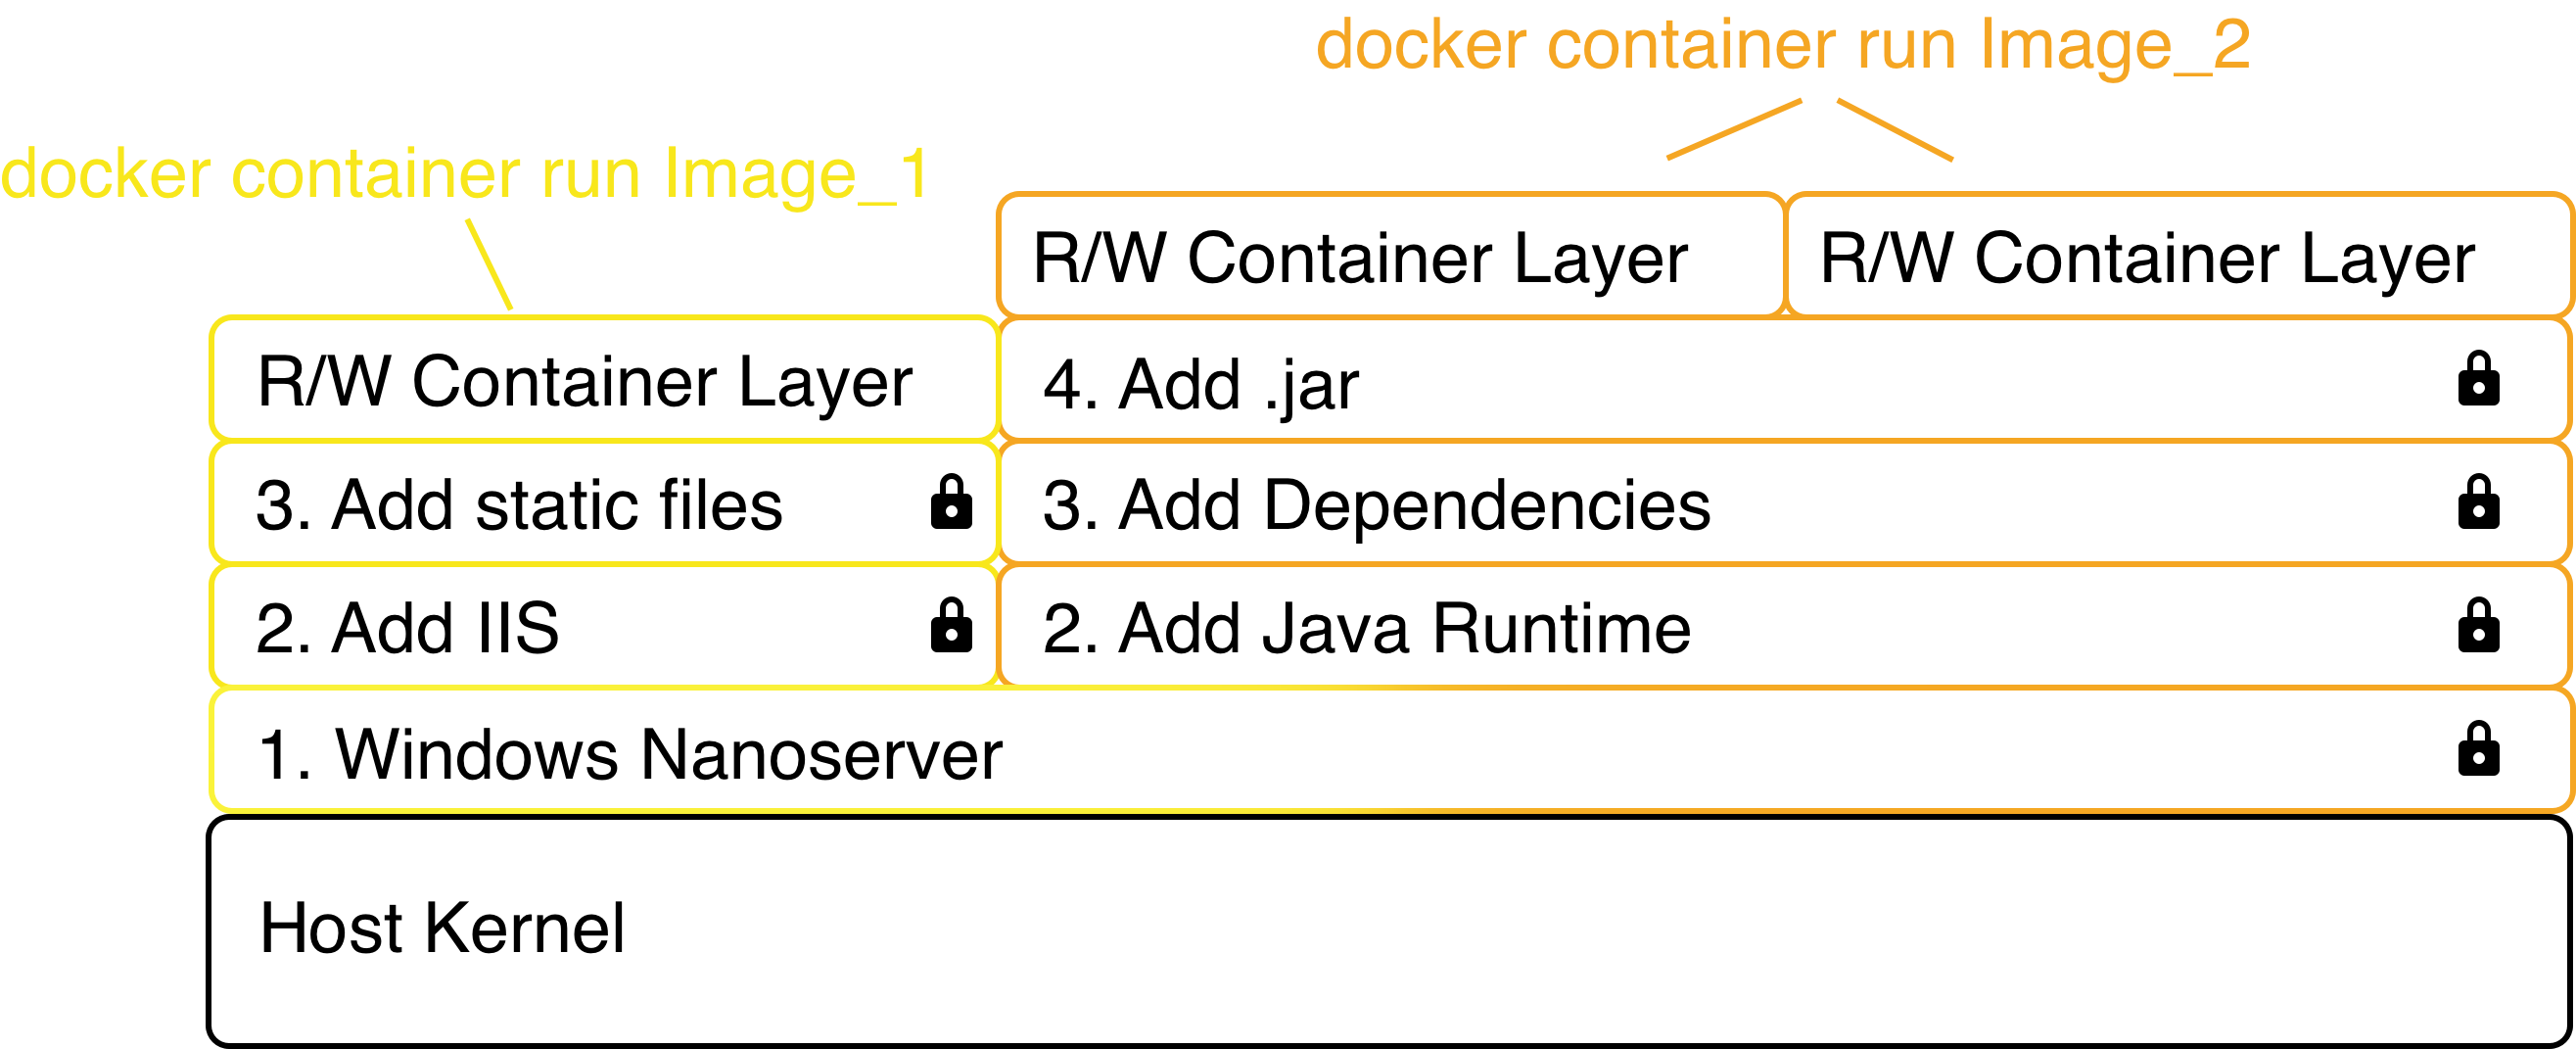 docker container run Image_2
docker container run Image_1
R/W Container Layer
R/W Container Layer
R/W Container Layer
4. Add .jar
3. Add static files
3. Add Dependencies
2. Add IIS
2. Add Java Runtime
1. Windows Nanoserver
Host Kernel